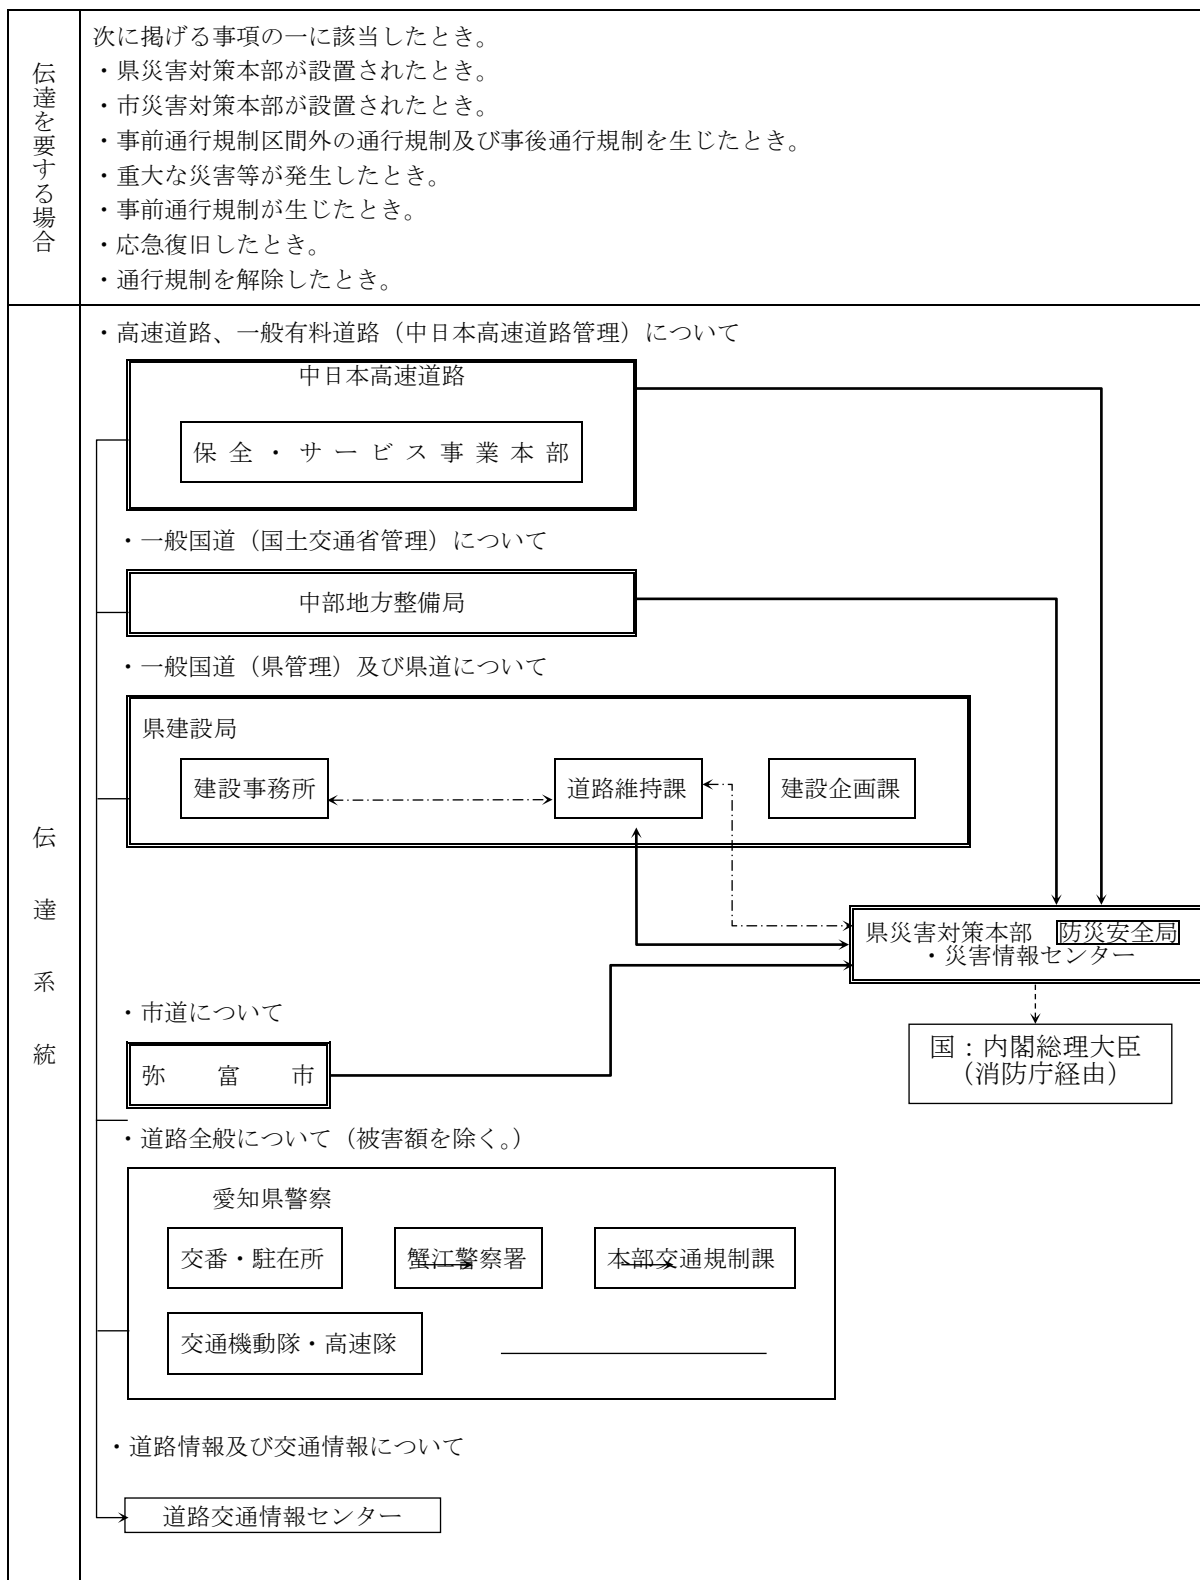 伝達を要する場合
次に掲げる事項の一に該当したとき。
・県災害対策本部が設置されたとき。
・市災害対策本部が設置されたとき。
・事前通行規制区間外の通行規制及び事後通行規制を生じたとき。
・重大な災害等が発生したとき。
・事前通行規制が生じたとき。
・応急復旧したとき。
・通行規制を解除したとき。
伝達系統
・高速道路、一般有料道路（中日本高速道路管理）について
中日本高速道路
保全・サービス事業本部
・一般国道（国土交通省管理）について
中部地方整備局
・一般国道（県管理）及び県道について
県建設局
建設事務所
道路維持課
建設企画課
県災害対策本部 防災安全局
・災害情報センター
国：内閣総理大臣
（消防庁経由）
・市道について
弥富市
・道路全般について（被害額を除く。）
愛知県警察
交番・駐在所
蟹江警察署
本部交通規制課
交通機動隊・高速隊
・道路情報及び交通情報について
道路交通情報センター